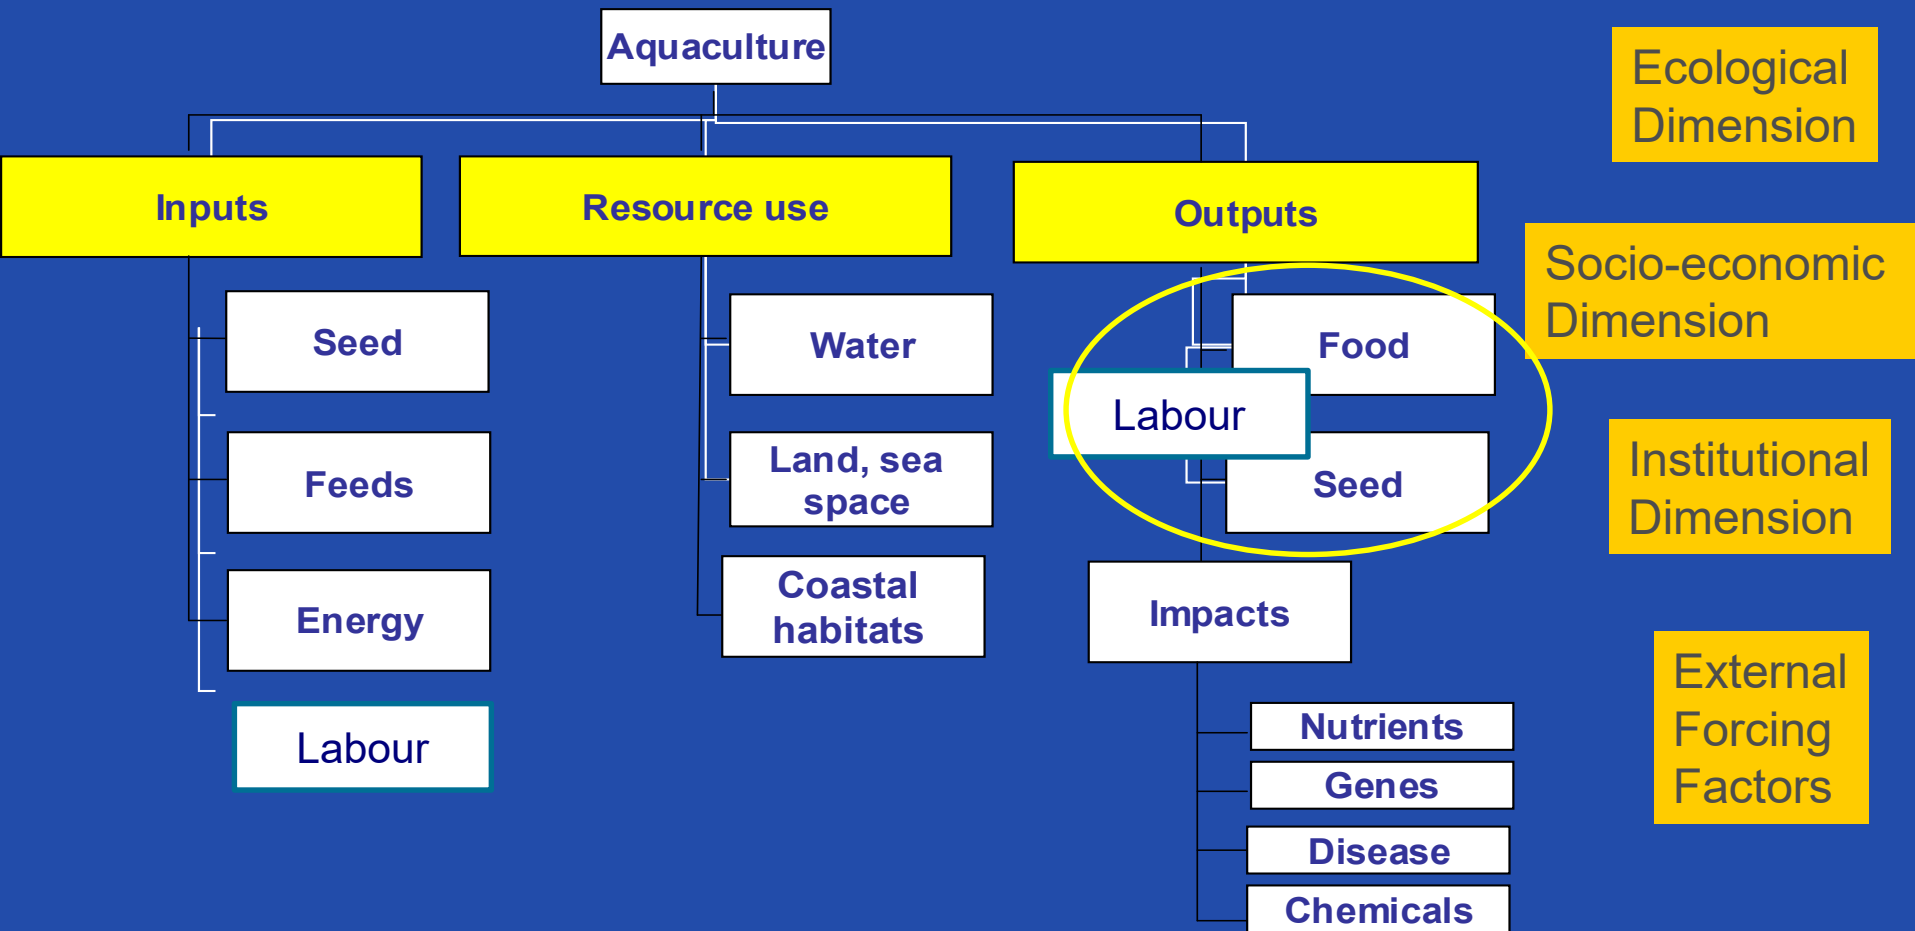 Aquaculture
Inputs
Resource use
Outputs
Seed
Feeds
Energy
Labour
Water
Land, sea
space
Coastal
habitats
Food
Labour
Seed
Impacts
Nutrients
Genes
Disease
Chemicals
Ecological
Dimension
Socio-economic
Dimension
Institutional
Dimension
External
Forcing
Factors